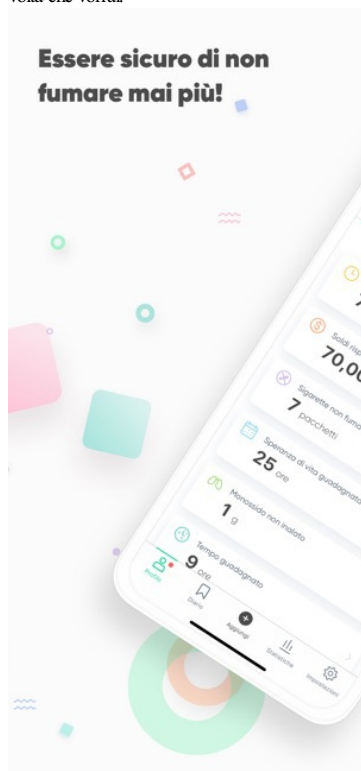 Essere sicuro di non
fumare mai più!
Soldi
70,00
Sigarette non
7 pacchetti
Speranza di vita guadagnata
25 ore
Monossido non inalato
1 g
Tempo guadagnato
9 ore
Profilo
Diario
Aggiungi
Statistiche
Impostazioni